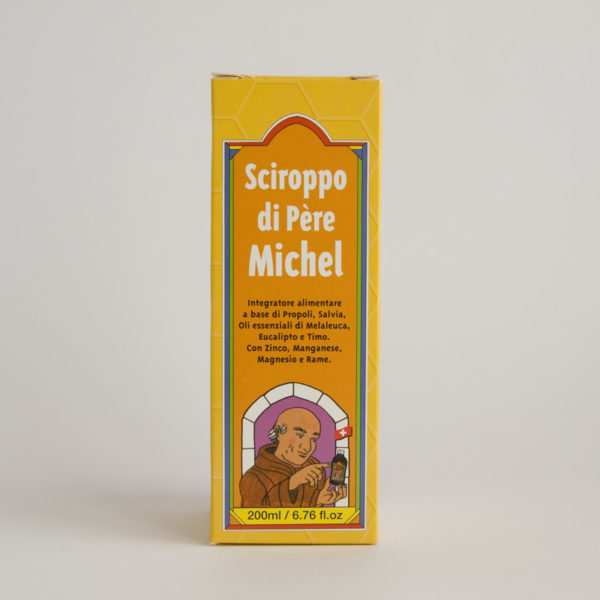 Sciroppo
di Père
Michel
Integratore alimentare
a base di Propoli, Salvia,
Oli essenziali di Melaleuca,
Eucalipto e Timo.
Con Zinco, Manganese,
Magnesio e Rame.
200ml / 6.76 fl.oz